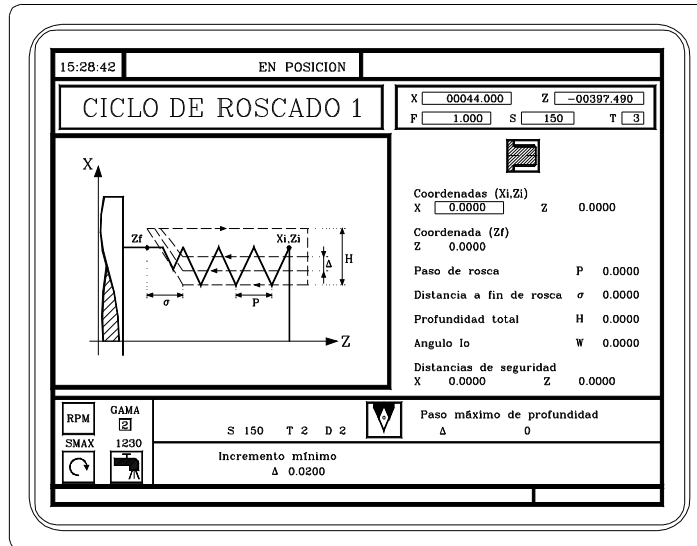 15:28:42 EN POSICION
CICLO DE ROSCADO 1
X 00044.000 Z -00397.490
F 1.000 S 150 T 3
X
Zf Xi,Zi
H
Δ
σ P
Z
Coordenadas (Xi,Zi)
X 0.0000 Z 0.0000
Coordenada (Zf)
Z 0.0000
Paso de rosca P 0.0000
Distancia a fin de rosca σ 0.0000
Profundidad total H 0.0000
Angulo Io W 0.0000
Distancias de seguridad
X 0.0000 Z 0.0000
RPM GAMA
2
SMAX 1230
S 150 T 2 D 2
Paso máximo de profundidad
Δ 0
Incremento mínimo
Δ 0.0200